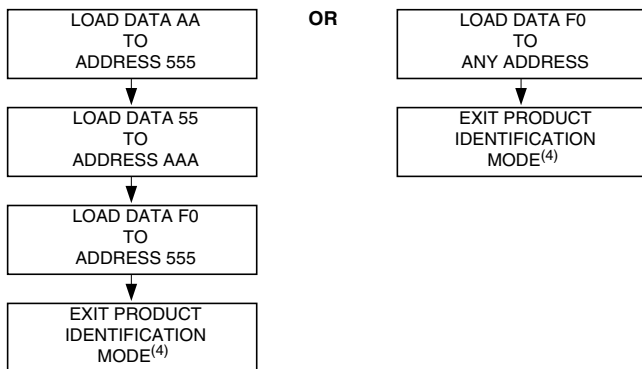 LOAD DATA AA
TO
ADDRESS 555
LOAD DATA 55
TO
ADDRESS AAA
LOAD DATA F0
TO
ADDRESS 555
EXIT PRODUCT
IDENTIFICATION
MODE(4)
OR
LOAD DATA F0
TO
ANY ADDRESS
EXIT PRODUCT
IDENTIFICATION
MODE(4)